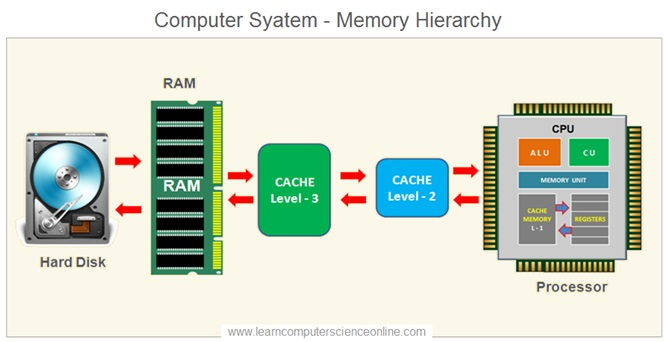 Computer Syatem - Memory Hierarchy
RAM
RAM
Hard Disk
CACHE
Level - 3
CACHE
Level - 2
CPU
ALU
CU
MEMORY UNIT
CACHE
MEMORY
L - 1
REGISTERS
Processor
www.learncomputerscienceonline.com